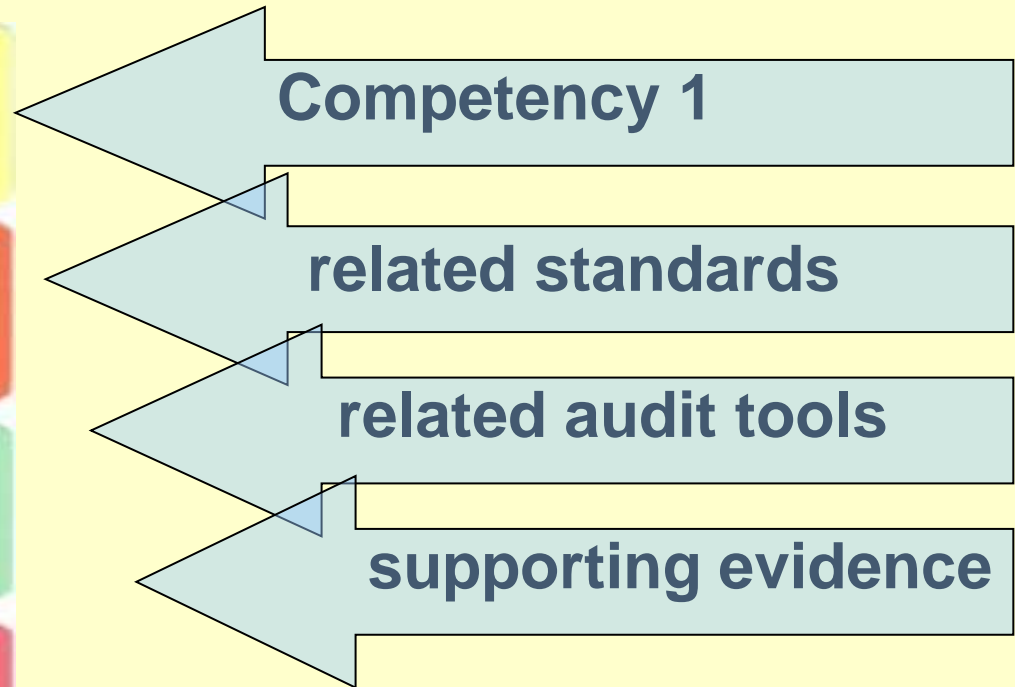 Competency 1
related standards
related audit tools
supporting evidence